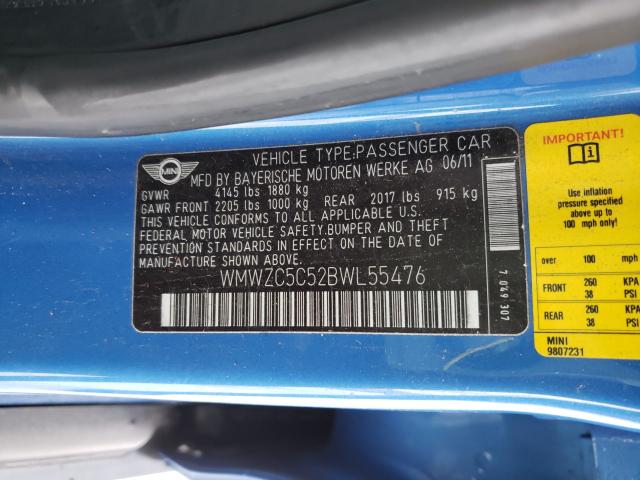 MINI
VEHICLE TYPE:PASSENGER CAR
MFD BY BAYERISCHE MOTOREN WERKE AG 06/11
GVWR 4145 lbs 1880 kg
GAWR FRONT 2205 lbs 1000 kg REAR 2017 lbs 915 kg
THIS VEHICLE CONFORMS TO ALL APPLICABLE U.S.
FEDERAL MOTOR VEHICLE SAFETY,BUMPER AND THEFT
PREVENTION STANDARDS IN EFFECT ON THE DATE OF
MANUFACTURE SHOWN ABOVE.
WMWZC5C52BWL55476
7 049 307
IMPORTANT!
Use inflation
pressure specified
above up to
100 mph only!
over 100 mph
FRONT 260 KPA
38 PSI
REAR 260 KPA
38 PSI
MINI
9807231